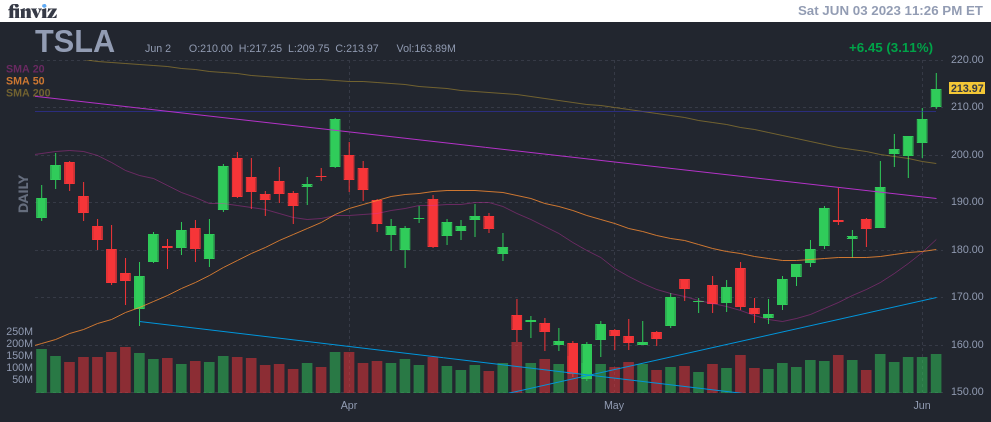 finviz
Sat JUN 03 2023 11:26 PM ET
TSLA
Jun 2 O:210.00 H:217.25 L:209.75 C:213.97 Vol:163.89M
+6.45 (3.11%)
SMA 20
SMA 50
SMA 200
DAILY
220.00
213.97
210.00
200.00
190.00
180.00
170.00
160.00
150.00
250M
200M
150M
100M
50M
Apr May Jun